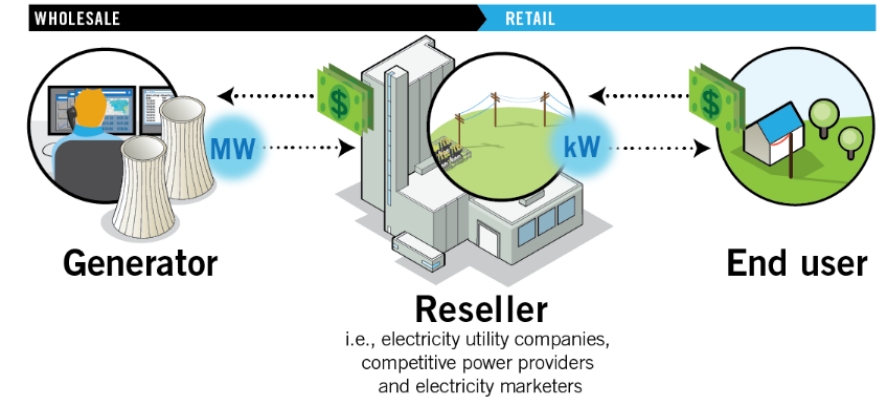 WHOLESALE
RETAIL
$
$
MW
kW
Generator
End user
Reseller
i.e., electricity utility companies,
competitive power providers
and electricity marketers